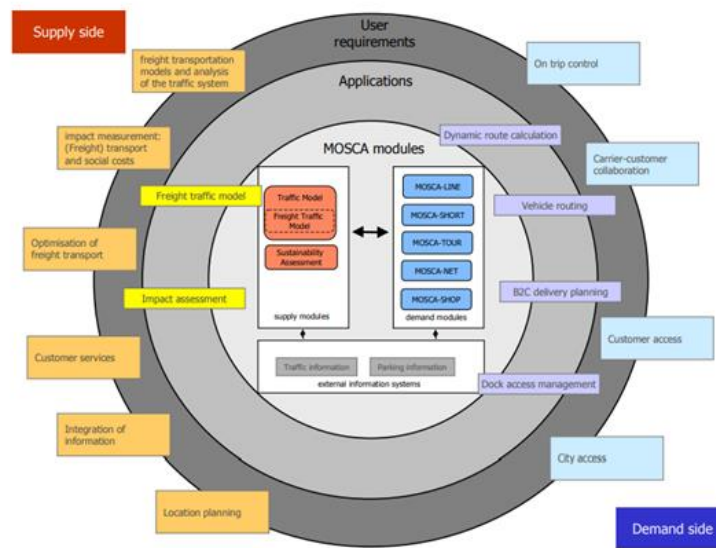 Supply side
User
requirements
freight transportation
models and analysis
of the traffic system
On trip control
Applications
impact measurement:
(Freight) transport
and social costs
Dynamic route calculation
MOSCA modules
Carrier-customer
collaboration
Freight traffic model
Traffic Model
Freight Traffic
Model
Sustainability
Assessment
supply modules
MOSCA-LINE
MOSCA-SHORT
MOSCA-TOUR
MOSCA-NET
MOSCA-SHOP
demand modules
Vehicle routing
Optimisation of
freight transport
Impact assessment
B2C delivery planning
Customer services
Customer access
Traffic information
Parking information
external information systems
Dock access management
Integration of
information
City access
Location planning
Demand side